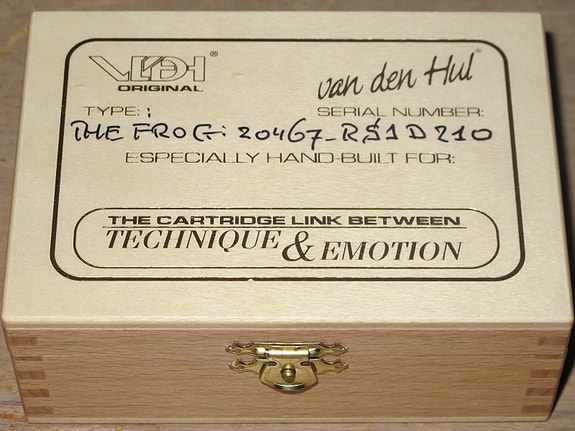 VDH® van den Hul®
ORIGINAL
TYPE: : SERIAL NUMBER:
THE FROG: 20467_RS1D210
ESPECIALLY HAND-BUILT FOR:
THE CARTRIDGE LINK BETWEEN
TECHNIQUE & EMOTION